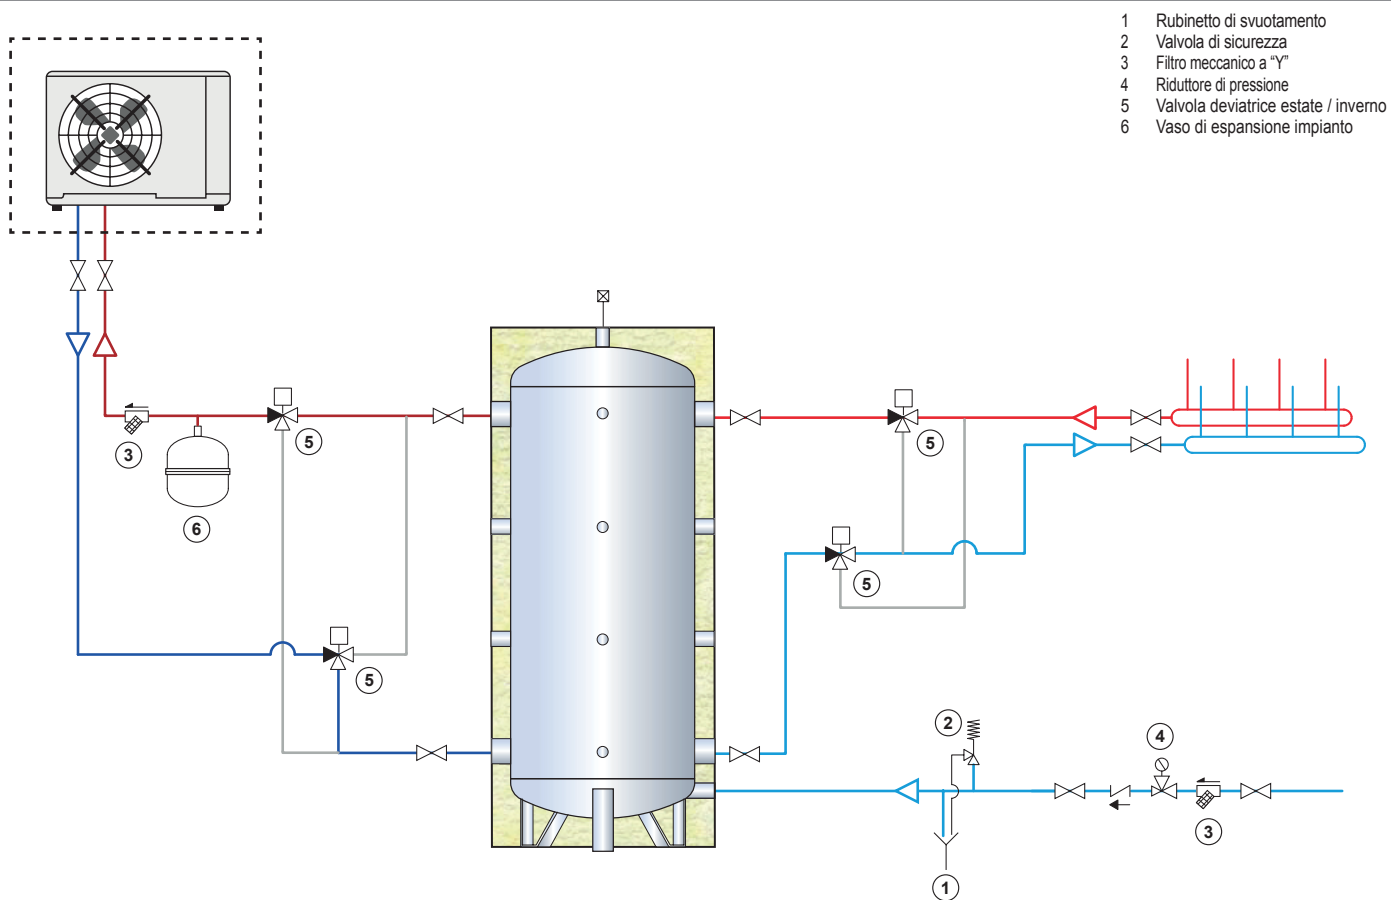 1 Rubinetto di svuotamento
2 Valvola di sicurezza
3 Filtro meccanico a “Y”
4 Riduttore di pressione
5 Valvola deviatrice estate / inverno
6 Vaso di espansione impianto
5
5
3
6
5
5
2
4
3
1